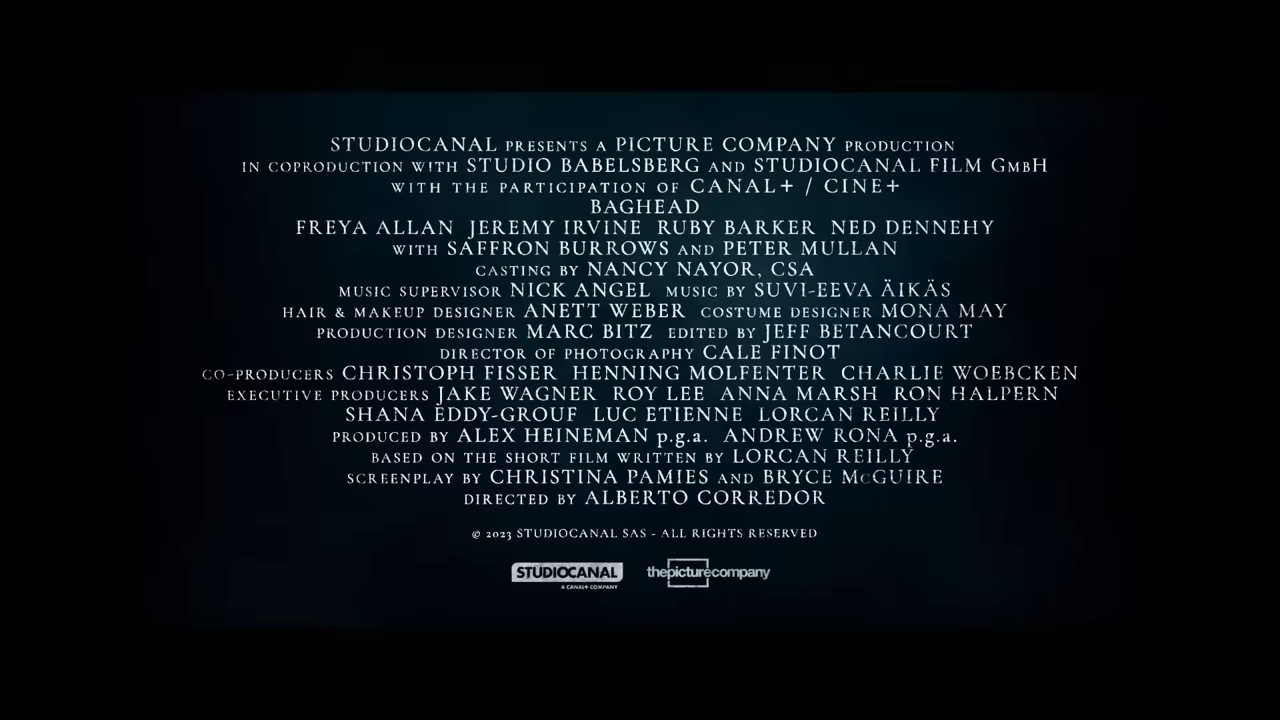 STUDIOCANAL PRESENTS A PICTURE COMPANY PRODUCTION
IN COPRODUCTION WITH STUDIO BABELSBERG AND STUDIOCANAL FILM GMBH
WITH THE PARTICIPATION OF CANAL+ / CINE+
BAGHEAD
FREYA ALLAN JEREMY IRVINE RUBY BARKER NED DENNEHY
WITH SAFFRON BURROWS AND PETER MULLAN
CASTING BY NANCY NAYOR, CSA
MUSIC SUPERVISOR NICK ANGEL MUSIC BY SUVI-EEVA ÄIKÄS
HAIR & MAKEUP DESIGNER ANETT WEBER COSTUME DESIGNER MONA MAY
PRODUCTION DESIGNER MARC BITZ EDITED BY JEFF BETANCOURT
DIRECTOR OF PHOTOGRAPHY CALE FINOT
CO-PRODUCERS CHRISTOPH FISSER HENNING MOLFENTER CHARLIE WOEBCKEN
EXECUTIVE PRODUCERS JAKE WAGNER ROY LEE ANNA MARSH RON HALPERN
SHANA EDDY-GROUF LUC ETIENNE LORCAN REILLY
PRODUCED BY ALEX HEINEMAN p.g.a. ANDREW RONA p.g.a.
BASED ON THE SHORT FILM WRITTEN BY LORCAN REILLY
SCREENPLAY BY CHRISTINA PAMIES AND BRYCE McGUIRE
DIRECTED BY ALBERTO CORREDOR
© 2023 STUDIOCANAL SAS - ALL RIGHTS RESERVED
STUDIOCANAL thepicturecompany
A CANAL+ COMPANY